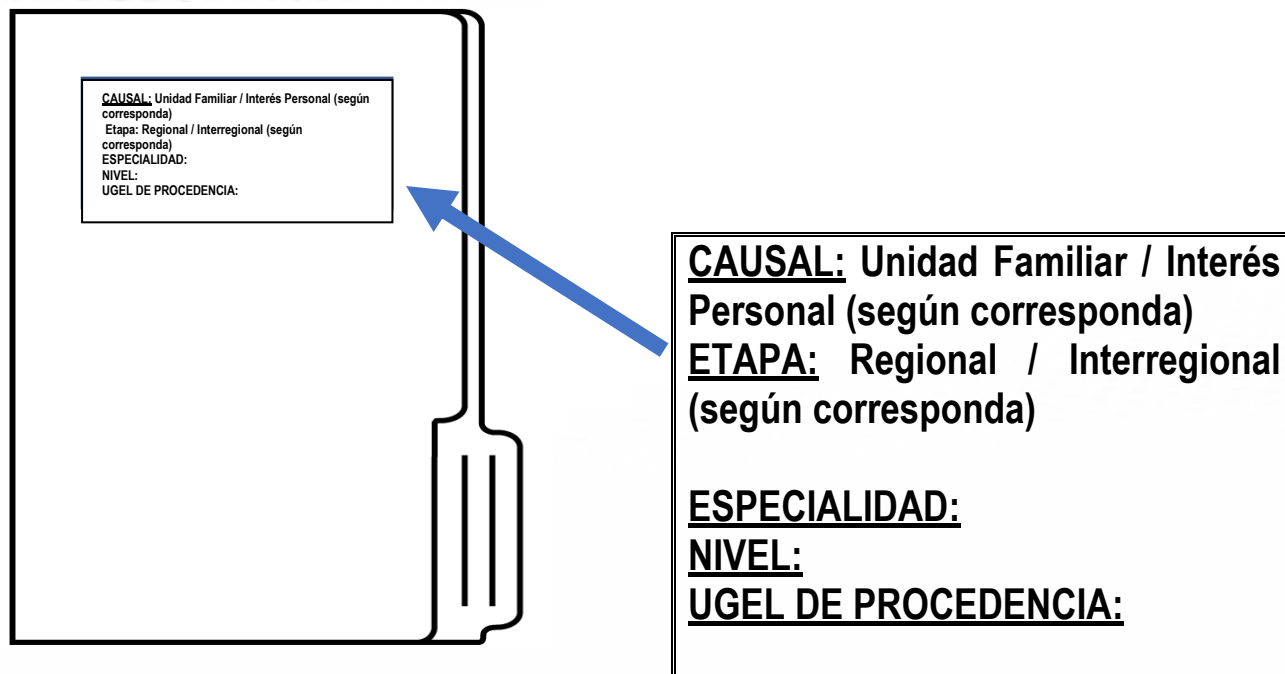 CAUSAL: Unidad Familiar / Interés Personal (según
corresponda)
Etapa: Regional / Interregional (según
corresponda)
ESPECIALIDAD:
NIVEL:
UGEL DE PROCEDENCIA:
CAUSAL: Unidad Familiar / Interés
Personal (según corresponda)
ETAPA: Regional / Interregional
(según corresponda)
ESPECIALIDAD:
NIVEL:
UGEL DE PROCEDENCIA: